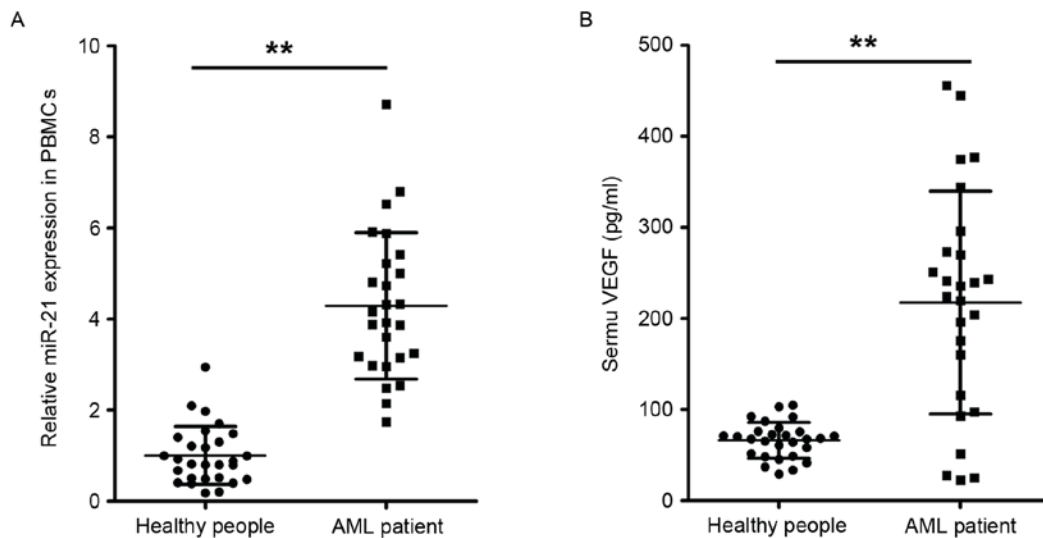 A
Relative miR-21 expression in PBMCs
10
8
6
4
2
0
**
Healthy people
AML patient
B
Sermu VEGF (pg/ml)
500
400
300
200
100
0
**
Healthy people
AML patient